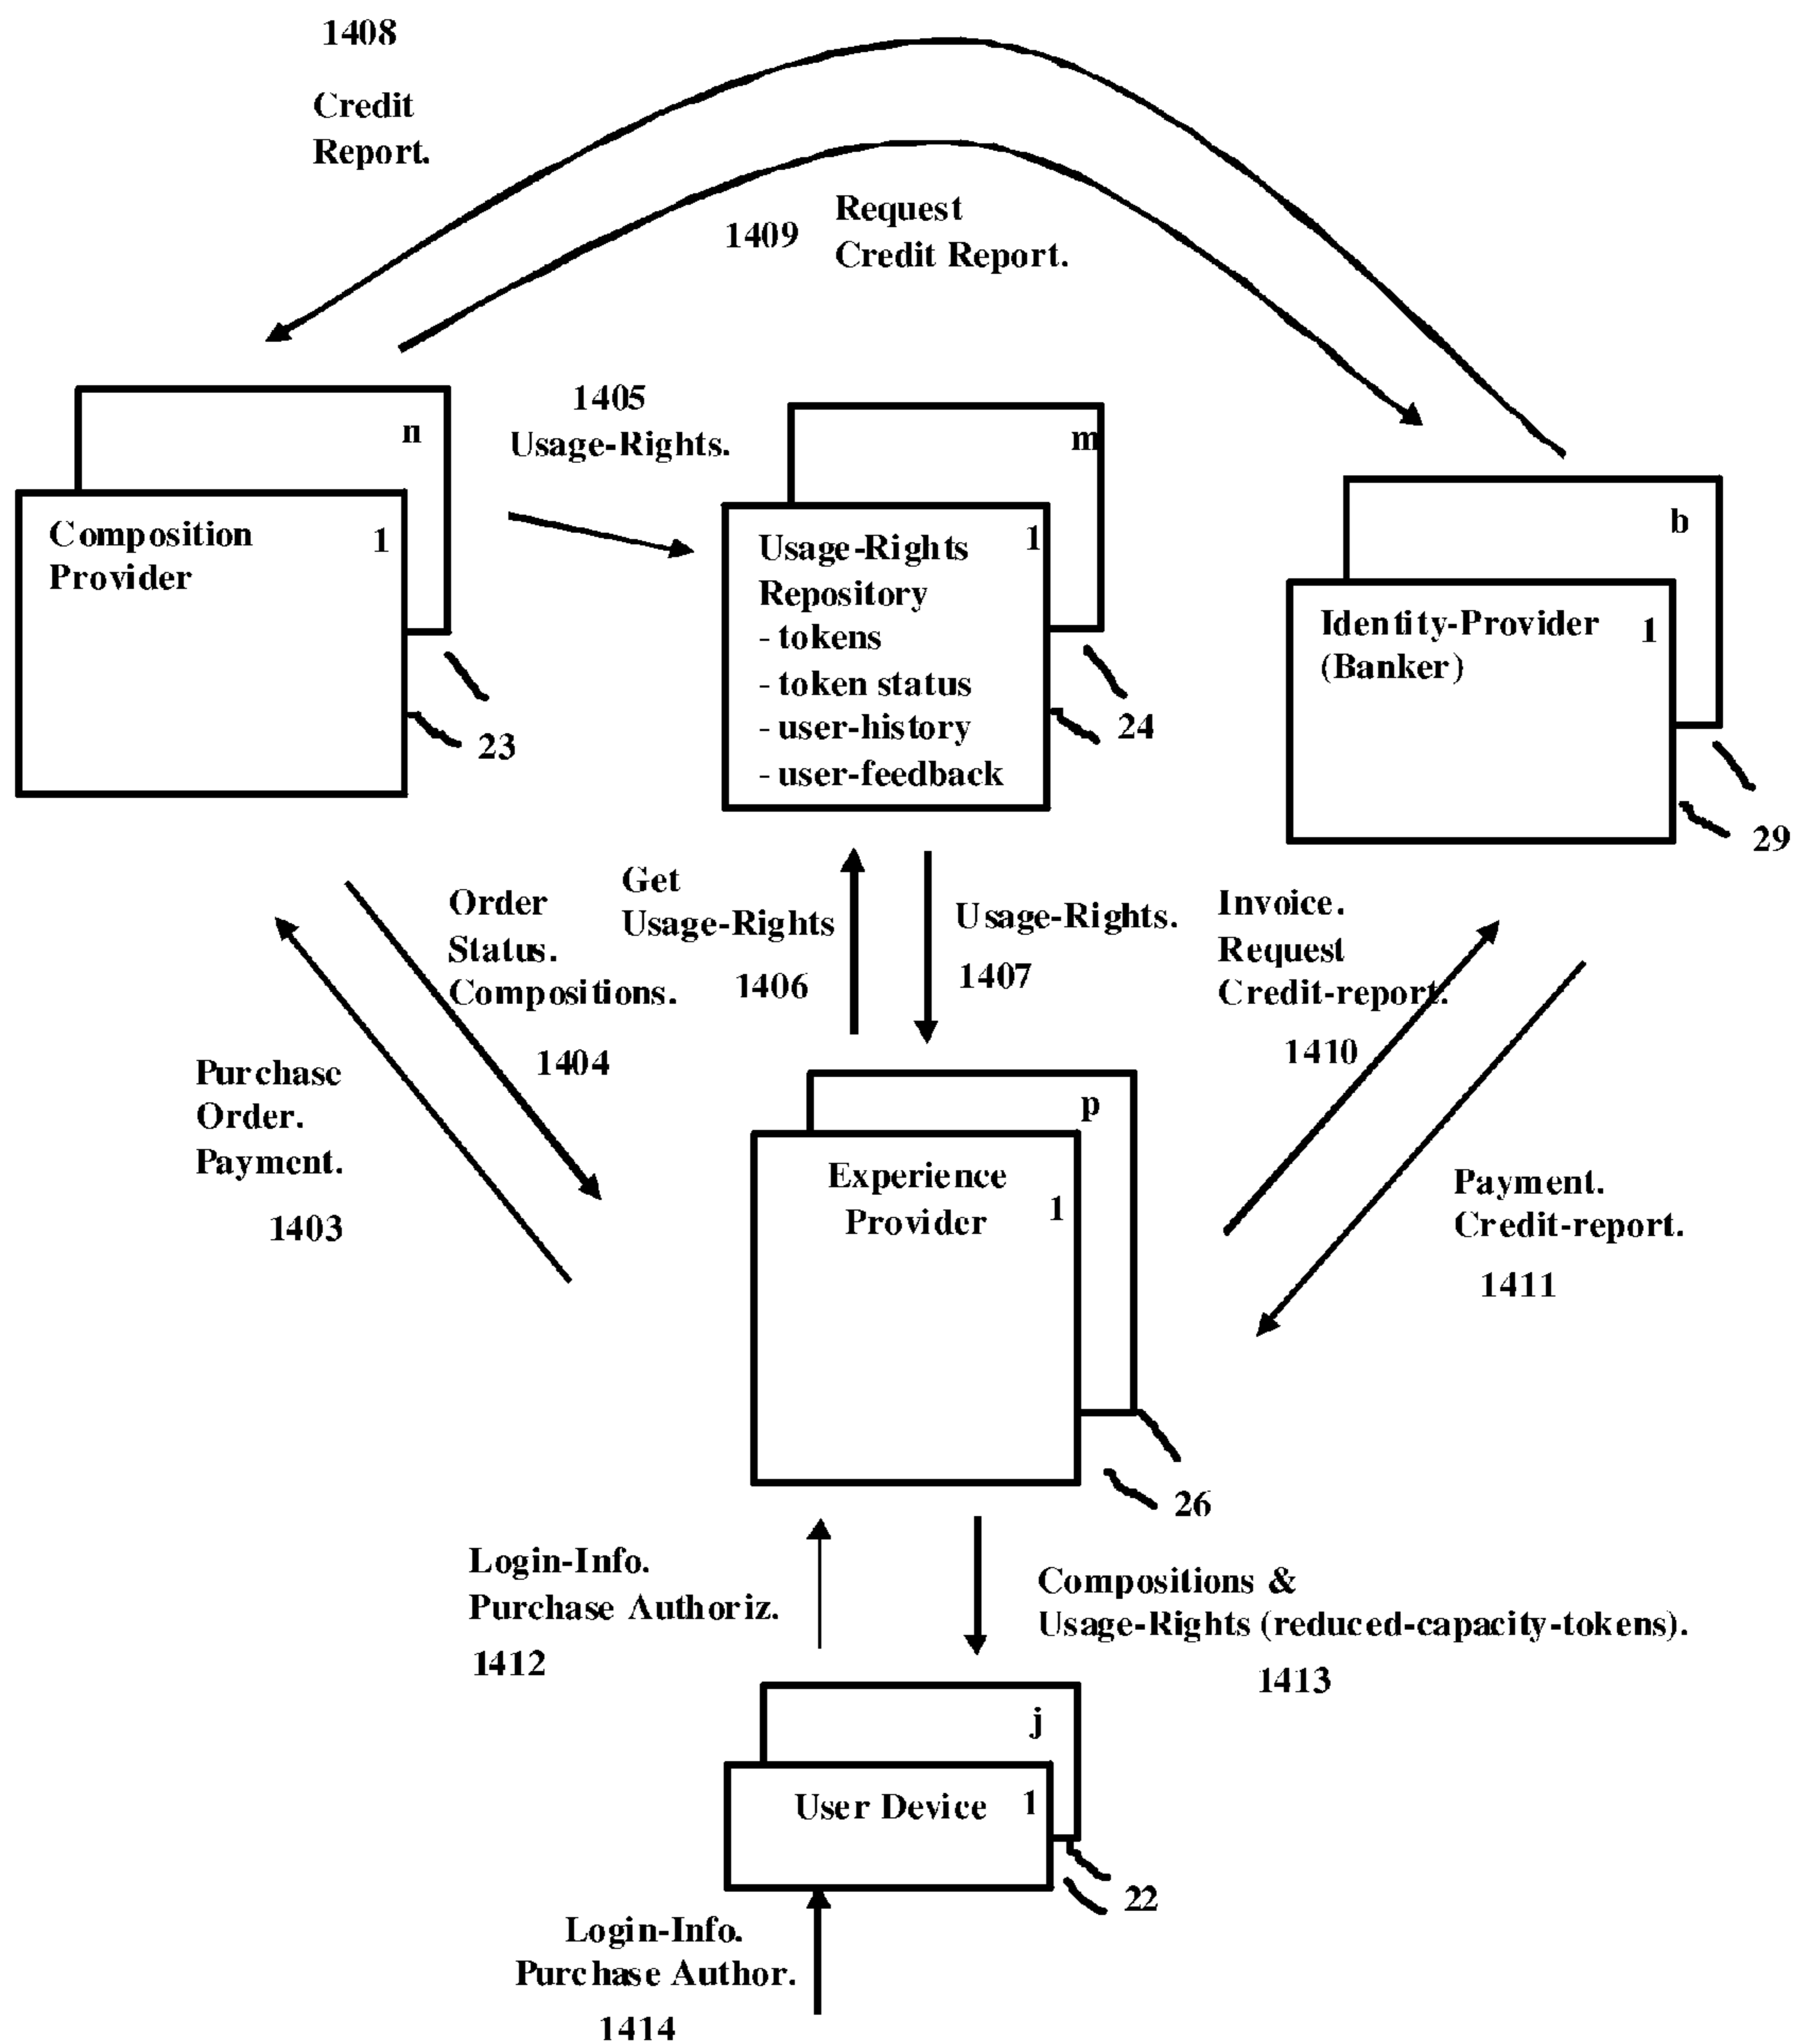 1408
Credit
Report.
1409
Request
Credit Report.
1405
Usage-Rights.
n
Composition
Provider
1
23
m
Usage-Rights
Repository
- tokens
- token status
- user-history
- user-feedback
1
24
b
Identity-Provider
(Banker)
1
29
Order
Status.
Compositions.
1404
Get
Usage-Rights
1406
Usage-Rights.
1407
Invoice.
Request
Credit-report.
1410
Purchase
Order.
Payment.
1403
p
Experience
Provider
1
26
Payment.
Credit-report.
1411
Login-Info.
Purchase Authoriz.
1412
Compositions &
Usage-Rights (reduced-capacity-tokens).
1413
j
User Device
1
22
Login-Info.
Purchase Author.
1414